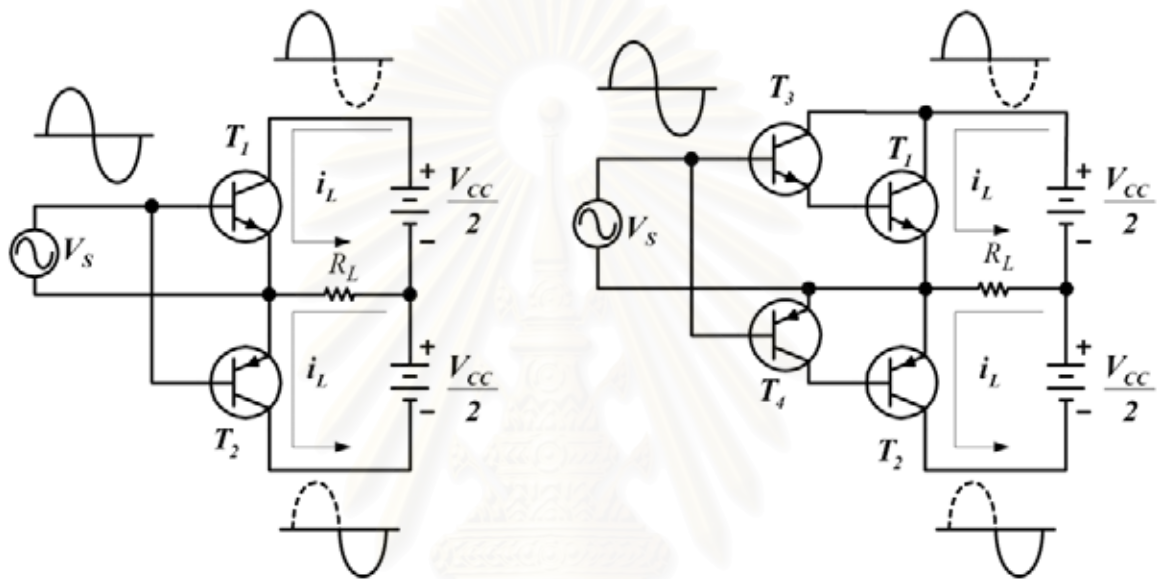 T1
VS
iL
RL
+
VCC
2
−
iL
+
VCC
2
−
T2
T3
T1
VS
iL
RL
+
VCC
2
−
T4
iL
+
VCC
2
−
T2